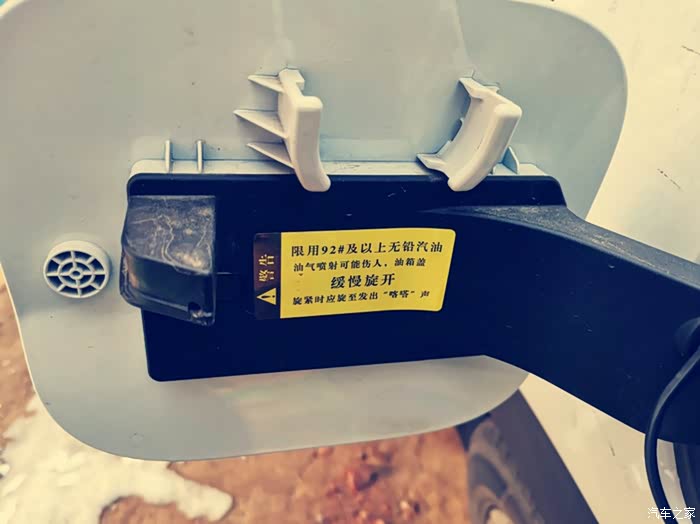 警告
限用92#及以上无铅汽油
油气喷射可能伤人，油箱盖
缓慢旋开
旋紧时应旋至发出“喀嗒”声
汽车之家